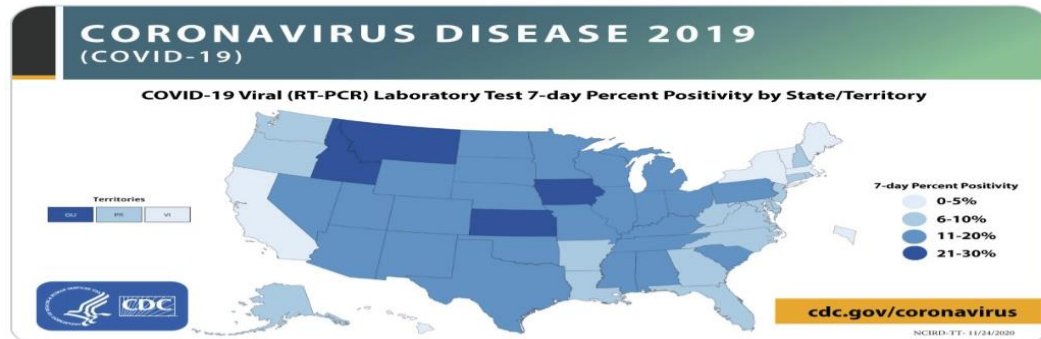 CORONAVIRUS DISEASE 2019
(COVID-19)
COVID-19 Viral (RT-PCR) Laboratory Test 7-day Percent Positivity by State/Territory
Territories
GU PR VI
7-day Percent Positivity
0-5%
6-10%
11-20%
21-30%
CDC
cdc.gov/coronavirus
NCIRD-TT- 11/24/2020